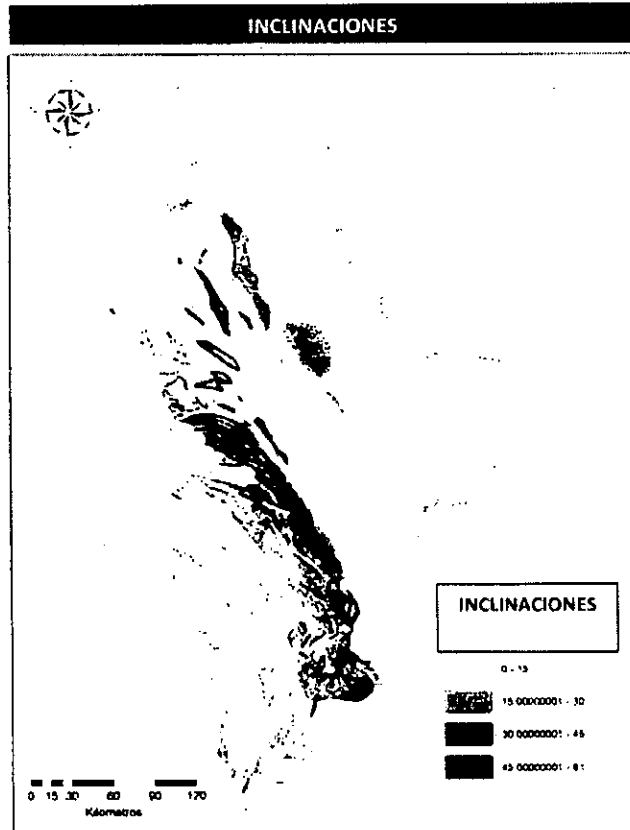 INCLINACIONES
INCLINACIONES
0 - 15
15.00000001 - 30
30.00000001 - 45
45.00000001 - 61
0 15 30 60 90 120
Kilometros